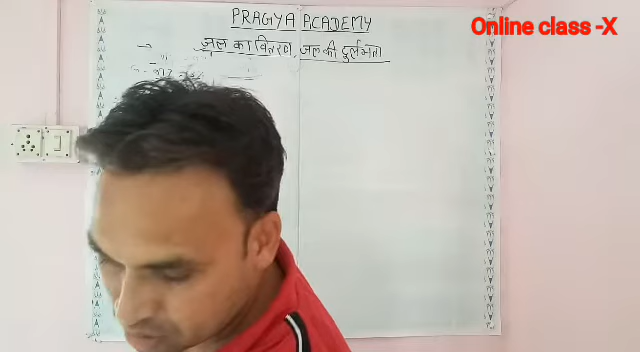 PRAGYA ACADEMY
Online class -X
जल का वितरण, जल की दुर्लभता